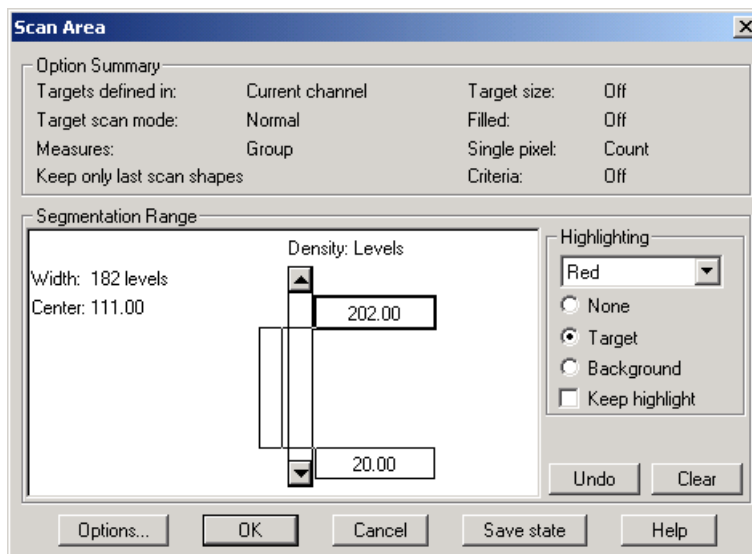 Scan Area
Option Summary
Targets defined in: Current channel Target size: Off
Target scan mode: Normal Filled: Off
Measures: Group Single pixel: Count
Keep only last scan shapes Criteria: Off
Segmentation Range
Density: Levels
Width: 182 levels
Center: 111.00
202.00
20.00
Highlighting
Red
None
Target
Background
Keep highlight
Undo Clear
Options... OK Cancel Save state Help